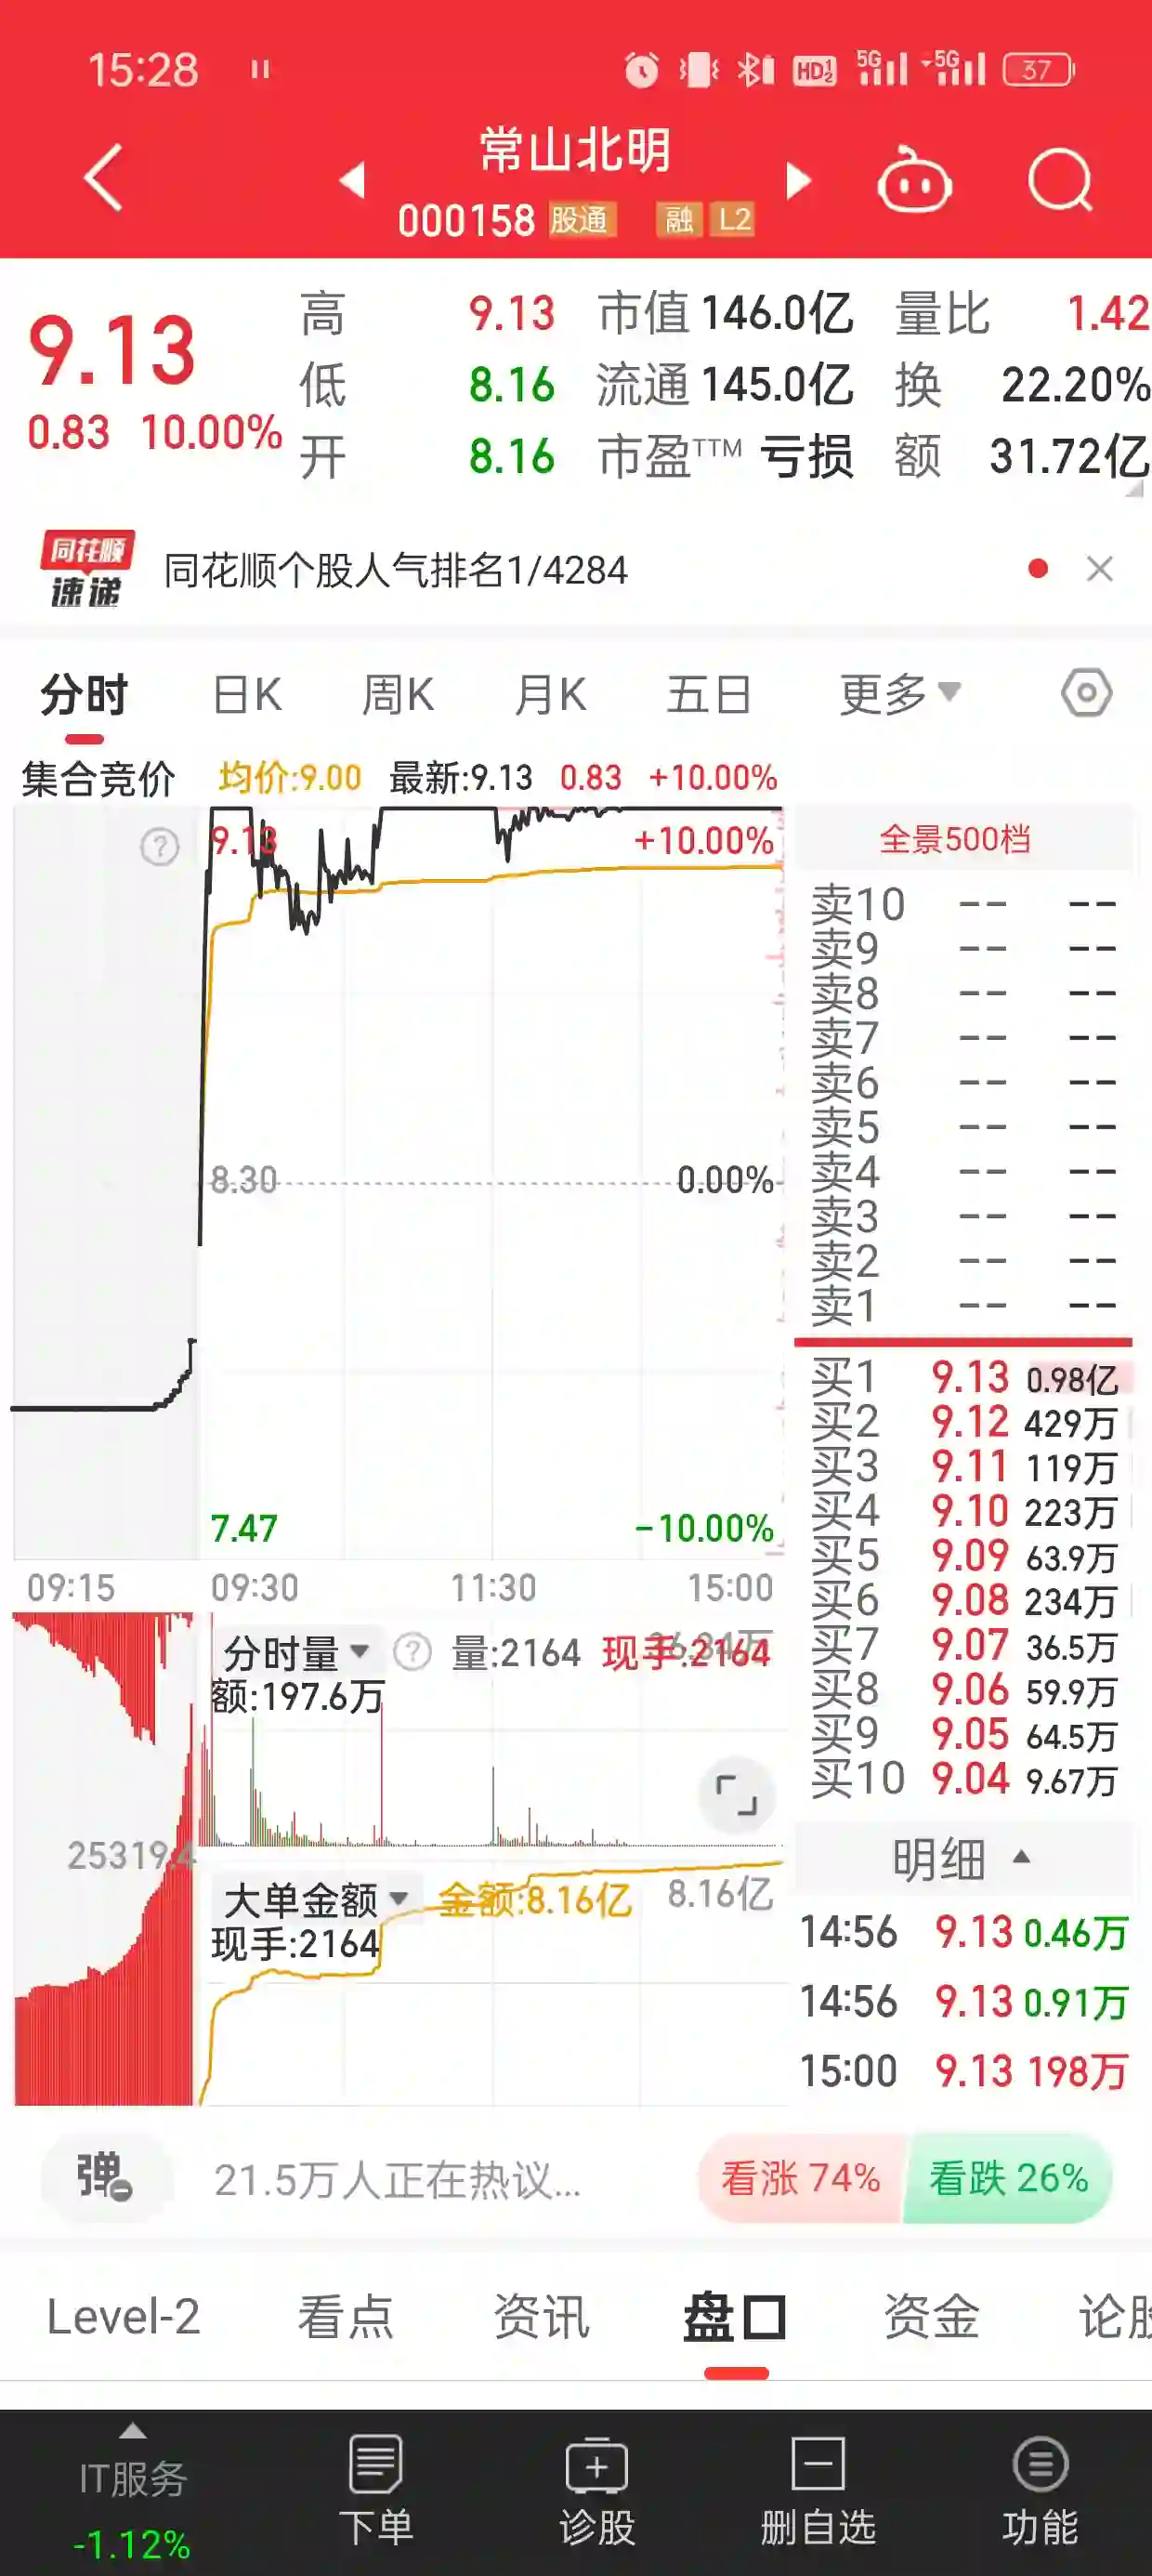 15:28
HD 1 2 5G 5G 37
常山北明
000158 股通 融 L2
9.13 高 9.13 市值 146.0亿 量比 1.42
低 8.16 流通 145.0亿 换 22.20%
0.83 10.00% 开 8.16 市盈TTM 亏损 额 31.72亿
同花顺
速递
同花顺个股人气排名1/4284
分时 日K 周K 月K 五日 更多
集合竞价 均价:9.00 最新:9.13 0.83 +10.00%
9.13 +10.00%
8.30 0.00%
7.47 -10.00%
09:15 09:30 11:30 15:00
全景500档
卖10 -- --
卖9 -- --
卖8 -- --
卖7 -- --
卖6 -- --
卖5 -- --
卖4 -- --
卖3 -- --
卖2 -- --
卖1 -- --
买1 9.13 0.98亿
买2 9.12 429万
买3 9.11 119万
买4 9.10 223万
买5 9.09 63.9万
买6 9.08 234万
买7 9.07 36.5万
买8 9.06 59.9万
买9 9.05 64.5万
买10 9.04 9.67万
分时量 ? 量:2164 现手:2164
额:197.6万
25319.4
大单金额 金额:8.16亿 8.16亿
现手:2164
明细
14:56 9.13 0.46万
14:56 9.13 0.91万
15:00 9.13 198万
弹 21.5万人正在热议... 看涨 74% 看跌 26%
Level-2 看点 资讯 盘口 资金 论股
IT服务
-1.12%
下单 诊股 删自选 功能